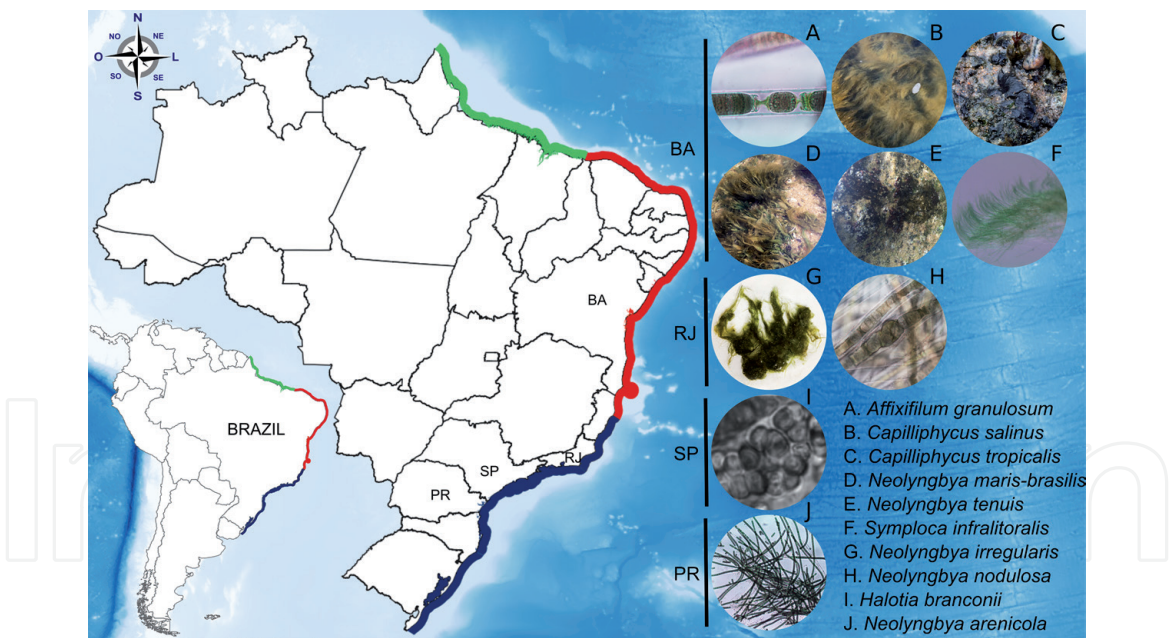 N
NO NE
O L
SO SE
S
A B C
BA
D E F
BA
G H
RJ
BRAZIL
I
A. Affixifilum granulosum
B. Capilliphycus salinus
C. Capilliphycus tropicalis
RJ
SP
SP
D. Neolyngbya maris-brasilis
PR
E. Neolyngbya tenuis
J
F. Symploca infralitoralis
G. Neolyngbya irregularis
PR
H. Neolyngbya nodulosa
I. Halotia branconii
J. Neolyngbya arenicola